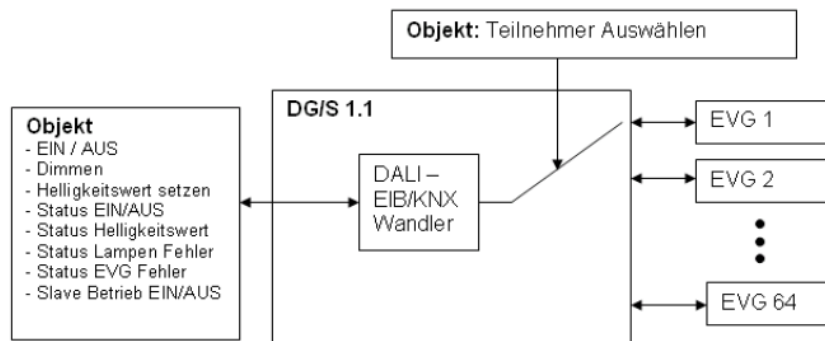 Objekt: Teilnehmer Auswählen
DG/S 1.1
Objekt
- EIN / AUS
- Dimmen
- Helligkeitswert setzen
- Status EIN/AUS
- Status Helligkeitswert
- Status Lampen Fehler
- Status EVG Fehler
- Slave Betrieb EIN/AUS
DALI –
EIB/KNX
Wandler
EVG 1
EVG 2
EVG 64